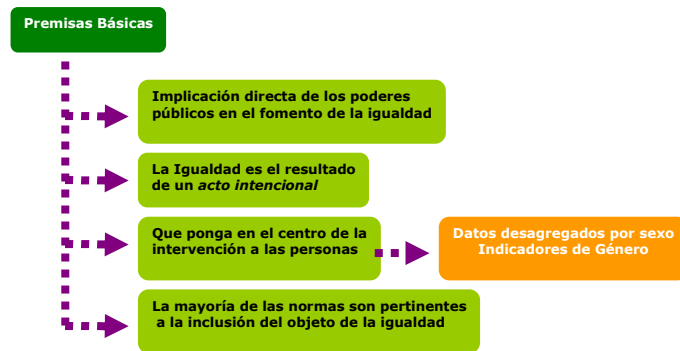 Premisas Básicas
Implicación directa de los poderes
públicos en el fomento de la igualdad
La Igualdad es el resultado
de un acto intencional
Que ponga en el centro de la
intervención a las personas
Datos desagregados por sexo
Indicadores de Género
La mayoría de las normas son pertinentes
a la inclusión del objeto de la igualdad